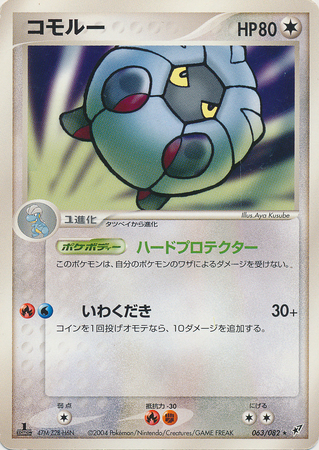 コモルー HP80
Illus.Aya Kusube
1進化
タツベイから進化
ポケボディー ハードプロテクター
このポケモンは、自分のポケモンのワザによるダメージを受けない。
いわくだき 30+
コインを1回投げオモテなら、10ダメージを追加する。
弱点 抵抗力 -30 にげる
1
©2004 Pokémon/Nintendo/Creatures/GAME FREAK
063/082 ★